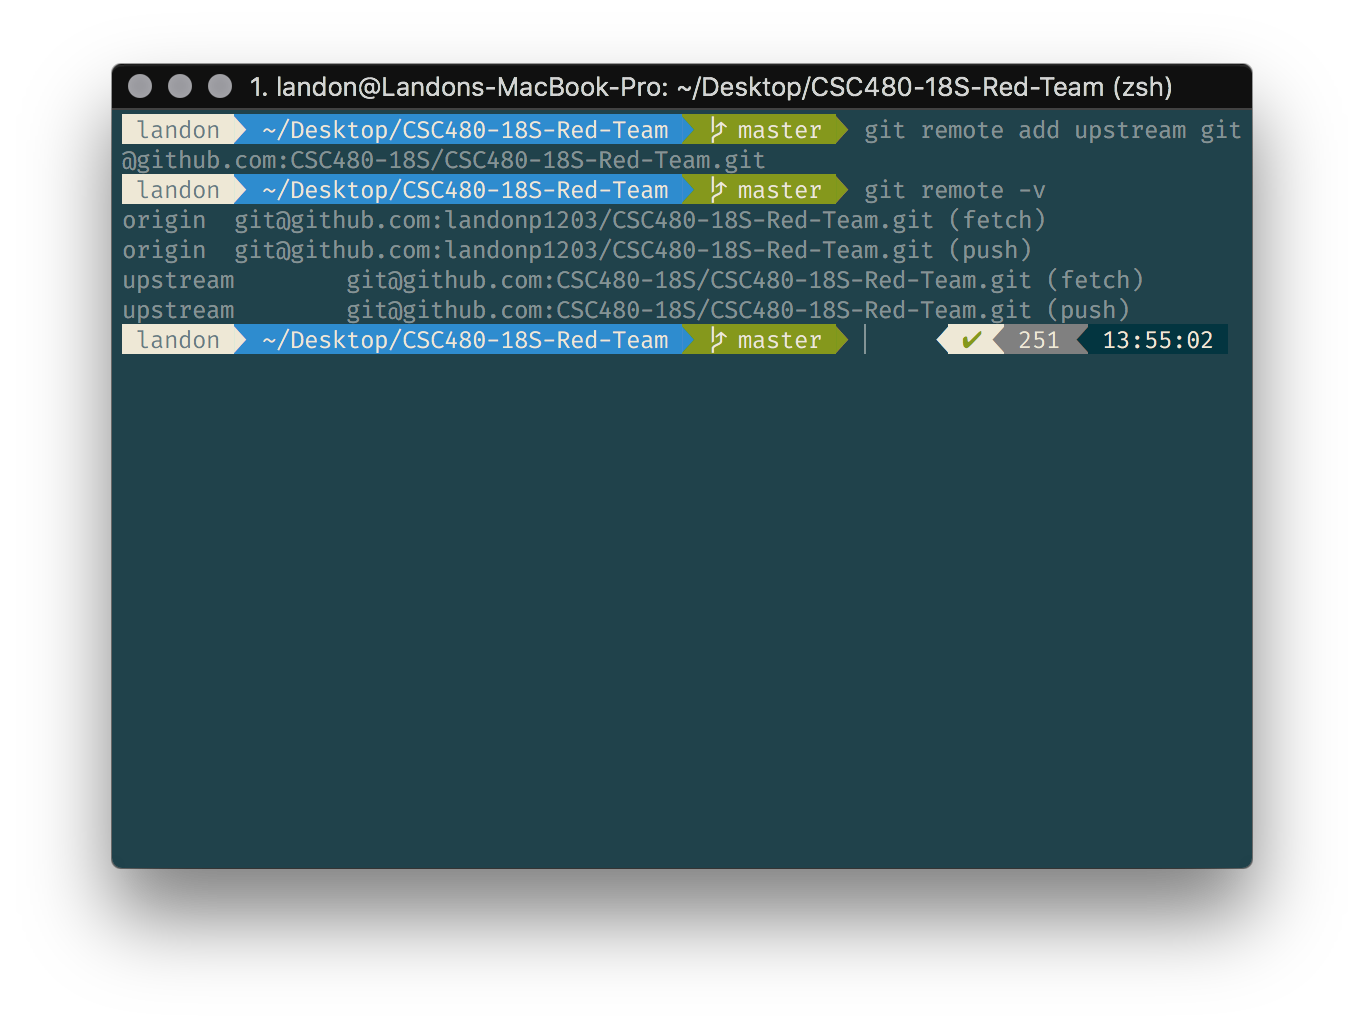 1. landon@Landons-MacBook-Pro: ~/Desktop/CSC480-18S-Red-Team (zsh)
landon ~/Desktop/CSC480-18S-Red-Team master git remote add upstream git
@github.com:CSC480-18S/CSC480-18S-Red-Team.git
landon ~/Desktop/CSC480-18S-Red-Team master git remote -v
origin git@github.com:landonp1203/CSC480-18S-Red-Team.git (fetch)
origin git@github.com:landonp1203/CSC480-18S-Red-Team.git (push)
upstream git@github.com:CSC480-18S/CSC480-18S-Red-Team.git (fetch)
upstream git@github.com:CSC480-18S/CSC480-18S-Red-Team.git (push)
landon ~/Desktop/CSC480-18S-Red-Team master ✔ 251 13:55:02